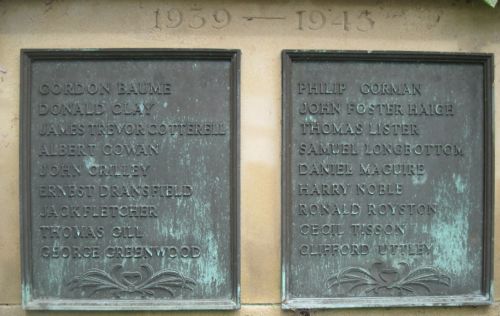 1939 — 1945
GORDON BAUME
DONALD CLAY
JAMES TREVOR COTTERELL
ALBERT COWAN
JOHN CRILLEY
ERNEST DRANSFIELD
JACK FLETCHER
THOMAS GILL
GEORGE GREENWOOD
PHILIP GORMAN
JOHN FOSTER HAIGH
THOMAS LISTER
SAMUEL LONGBOTTOM
DANIEL MAGUIRE
HARRY NOBLE
RONALD ROYSTON
CECIL TISSON
CLIFFORD UTTLEY